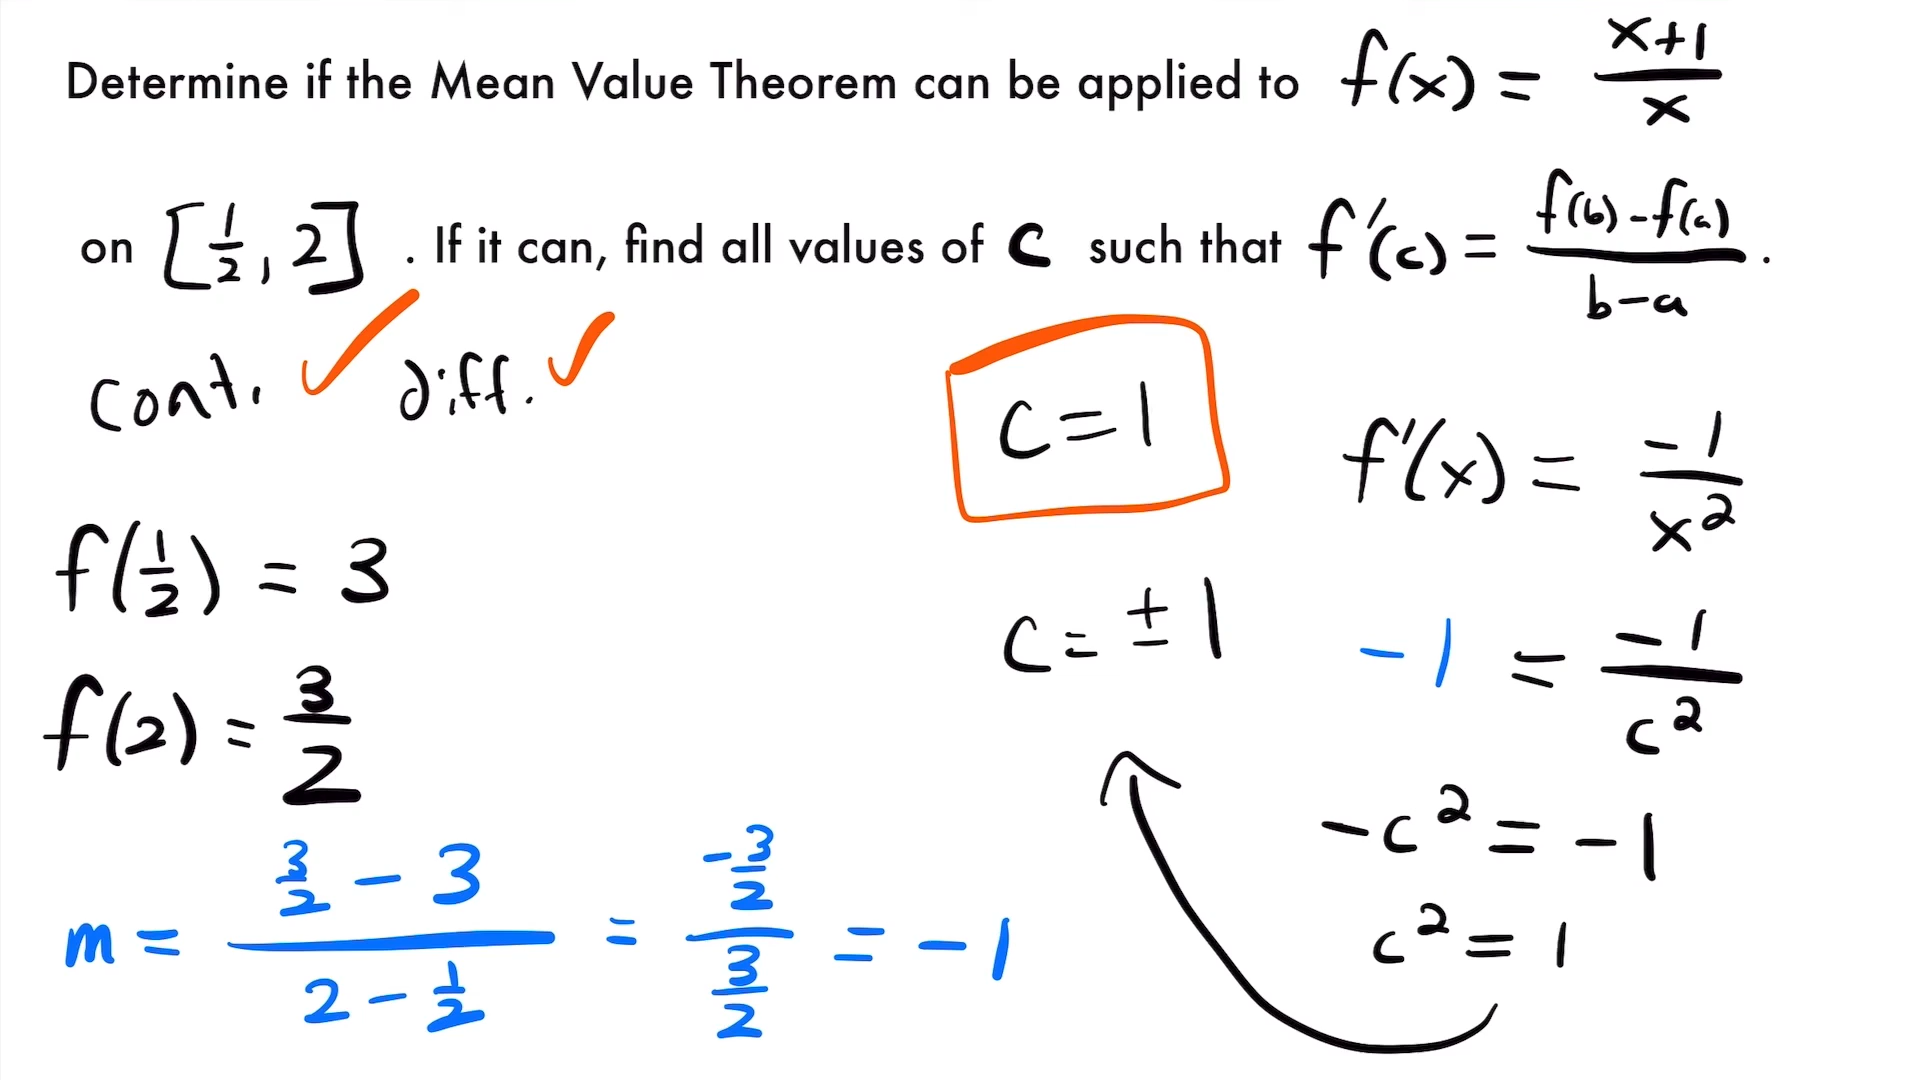 Determine if the Mean Value Theorem can be applied to f(x) = (x+1)/x
on [1/2, 2]. If it can, find all values of c such that f'(c) = (f(b)-f(a))/(b-a).
cont. ✓ diff. ✓
c=1
f'(x) = -1/x²
f(1/2) = 3
c = ±1
-1 = -1/c²
f(2) = 3/2
-c² = -1
m = (3/2 - 3)/(2 - 1/2) = (-3/2)/(3/2) = -1
c² = 1